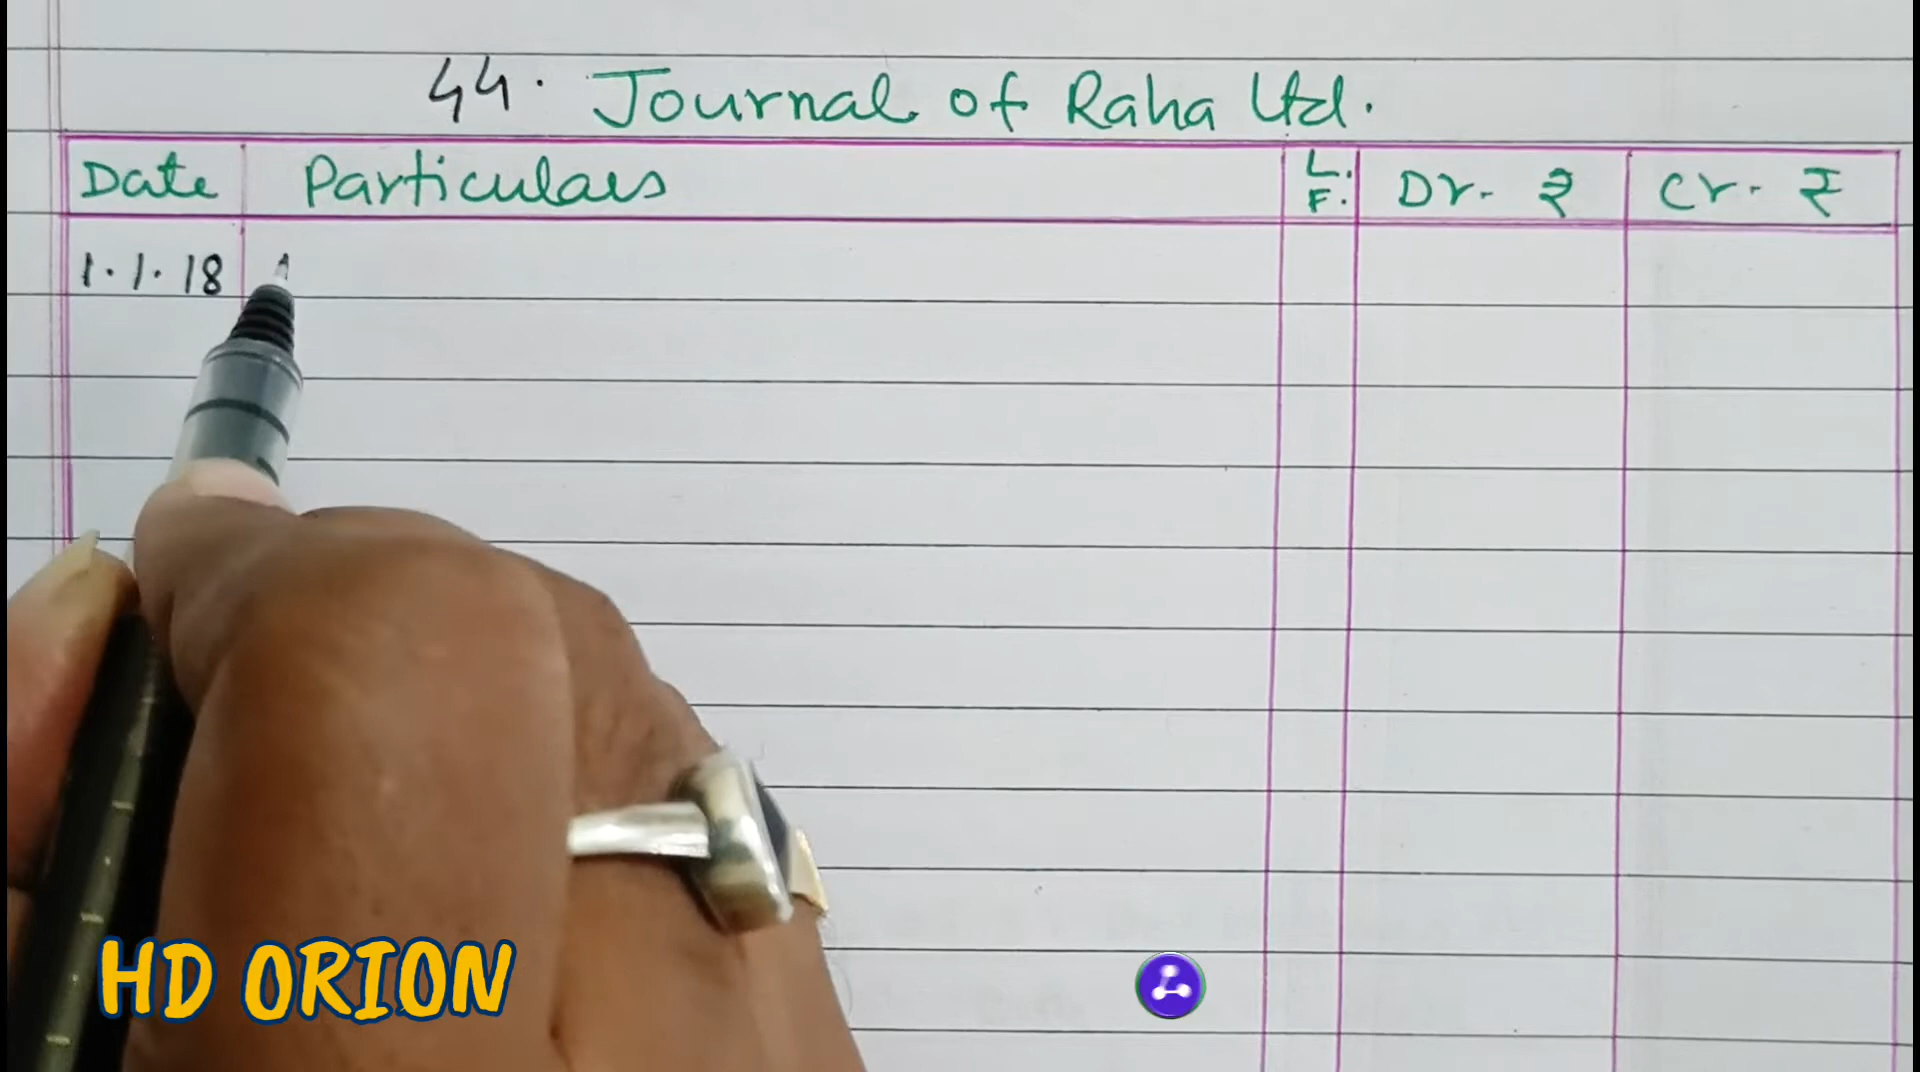 44. Journal of Raha Ltd.
Date Particulars L.F. Dr. ₹ Cr. ₹
1.1.18
HD ORION